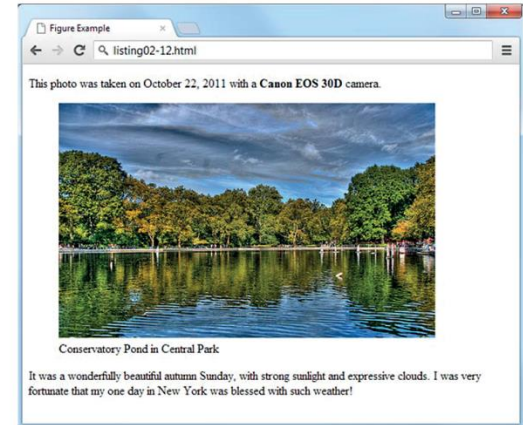 Figure Example
listing02-12.html
This photo was taken on October 22, 2011 with a Canon EOS 30D camera.
Conservatory Pond in Central Park
It was a wonderfully beautiful autumn Sunday, with strong sunlight and expressive clouds. I was very
fortunate that my one day in New York was blessed with such weather!